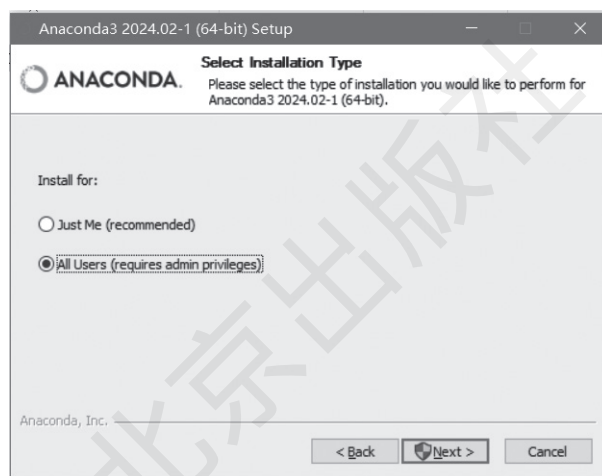 Anaconda3 2024.02-1 (64-bit) Setup
ANACONDA.
Select Installation Type
Please select the type of installation you would like to perform for
Anaconda3 2024.02-1 (64-bit).
Install for:
Just Me (recommended)
All Users (requires admin privileges)
Anaconda, Inc.
< Back
Next >
Cancel
北京出版社